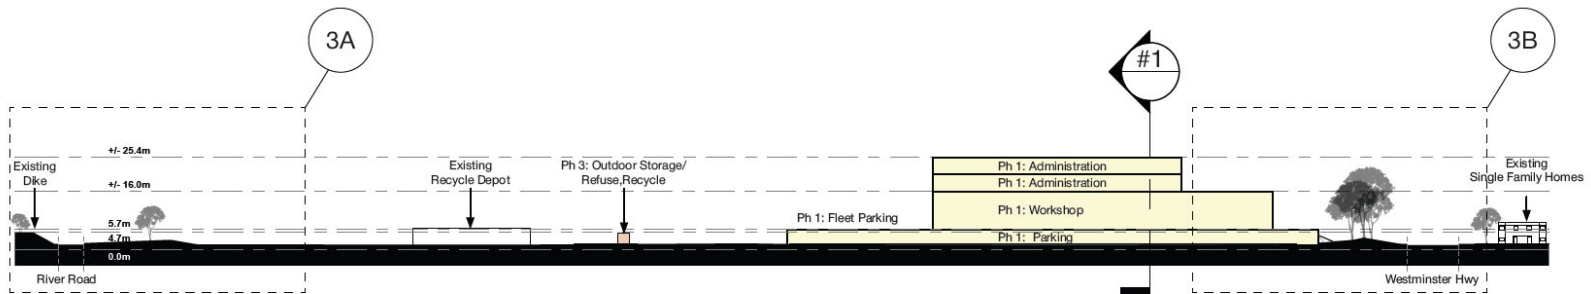 3A
3B
#1
+/- 25.4m
+/- 16.0m
5.7m
4.7m
0.0m
Existing
Dike
River Road
Existing
Recycle Depot
Ph 3: Outdoor Storage/
Refuse,Recycle
Ph 1: Fleet Parking
Ph 1: Administration
Ph 1: Administration
Ph 1: Workshop
Ph 1: Parking
Westminster Hwy
Existing
Single Family Homes